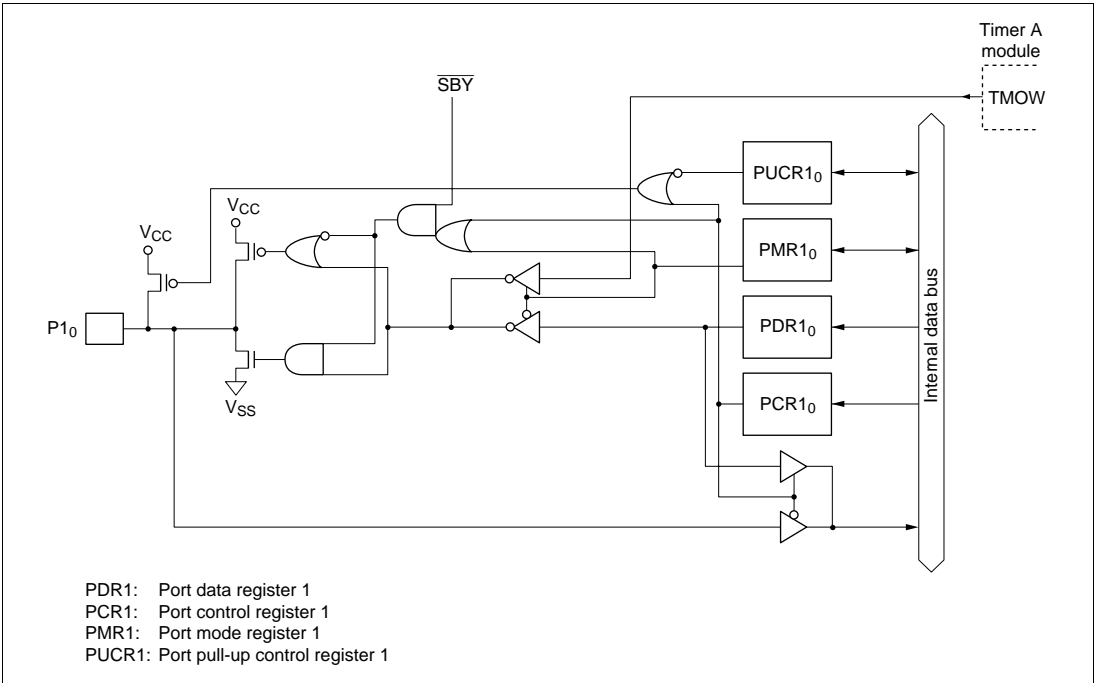 Timer A
module
TMOW
SBY
PUCR1₀
VCC
VCC
PMR1₀
P1₀
PDR1₀
Internal data bus
PCR1₀
VSS
PDR1: Port data register 1
PCR1: Port control register 1
PMR1: Port mode register 1
PUCR1: Port pull-up control register 1